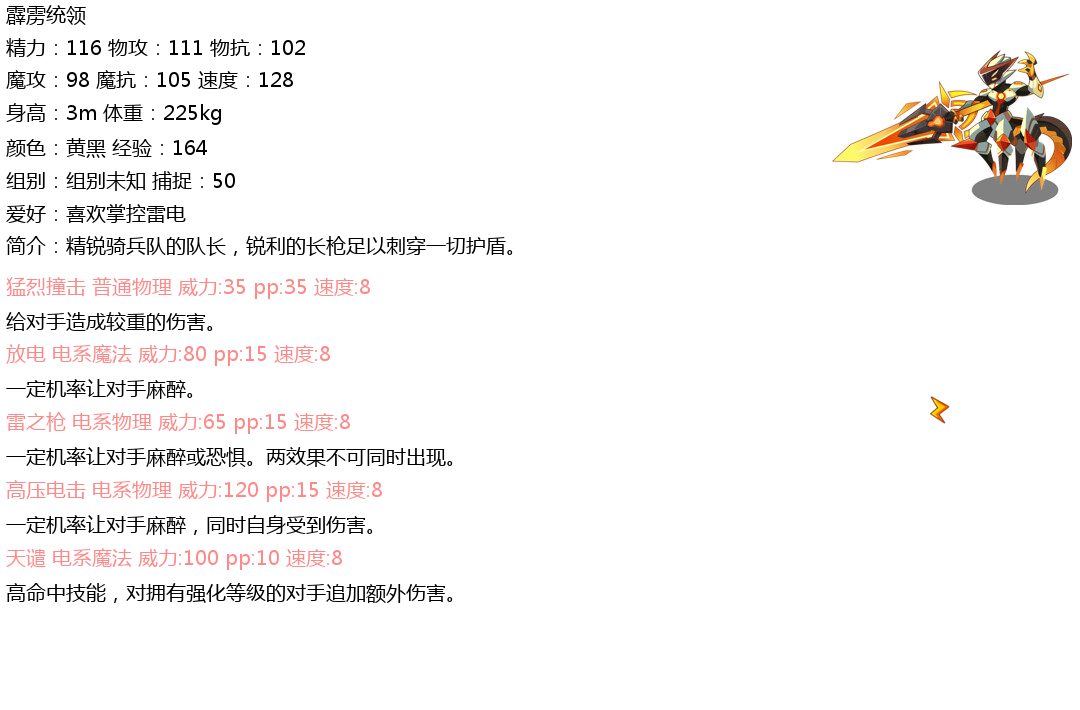 霹雳统领
精力：116 物攻：111 物抗：102
魔攻：98 魔抗：105 速度：128
身高：3m 体重：225kg
颜色：黄黑 经验：164
组别：组别未知 捕捉：50
爱好：喜欢掌控雷电
简介：精锐骑兵队的队长，锐利的长枪足以刺穿一切护盾。
猛烈撞击 普通物理 威力:35 pp:35 速度:8
给对手造成较重的伤害。
放电 电系魔法 威力:80 pp:15 速度:8
一定机率让对手麻醉。
雷之枪 电系物理 威力:65 pp:15 速度:8
一定机率让对手麻醉或恐惧。两效果不可同时出现。
高压电击 电系物理 威力:120 pp:15 速度:8
一定机率让对手麻醉，同时自身受到伤害。
天谴 电系魔法 威力:100 pp:10 速度:8
高命中技能，对拥有强化等级的对手追加额外伤害。